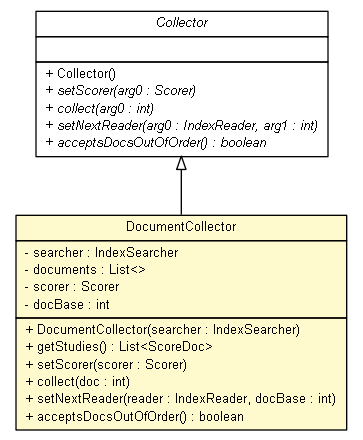 Collector
+ Collector()
+ setScorer(arg0 : Scorer)
+ collect(arg0 : int)
+ setNextReader(arg0 : IndexReader, arg1 : int)
+ acceptsDocsOutOfOrder() : boolean
DocumentCollector
- searcher : IndexSearcher
- documents : List<>
- scorer : Scorer
- docBase : int
+ DocumentCollector(searcher : IndexSearcher)
+ getStudies() : List<ScoreDoc>
+ setScorer(scorer : Scorer)
+ collect(doc : int)
+ setNextReader(reader : IndexReader, docBase : int)
+ acceptsDocsOutOfOrder() : boolean